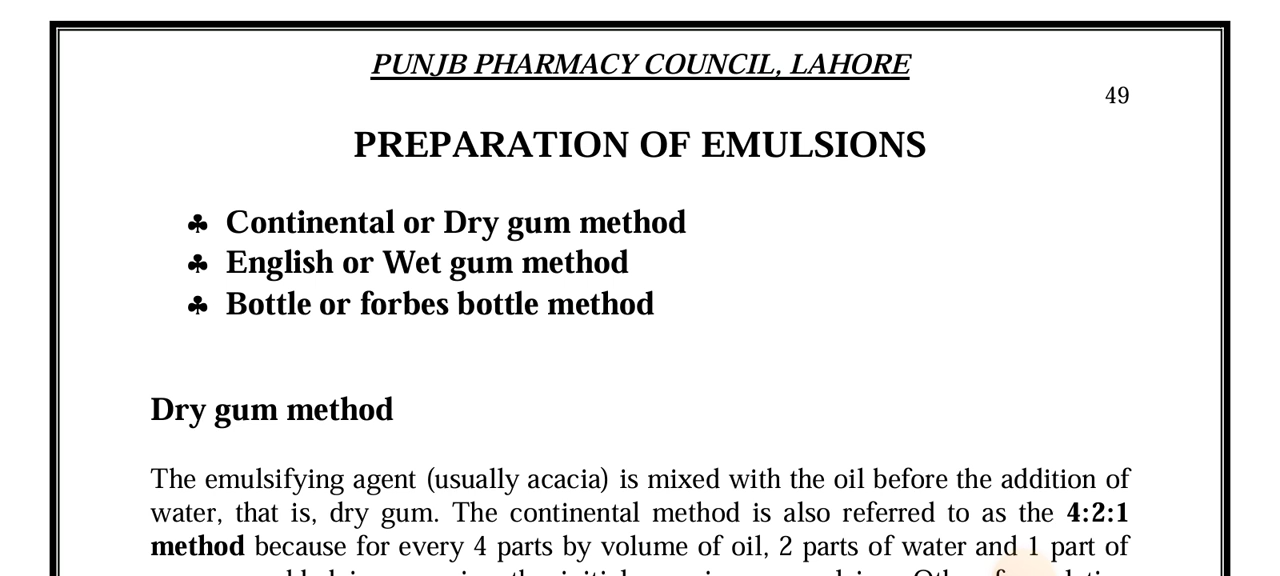 PUNJB PHARMACY COUNCIL, LAHORE
49
PREPARATION OF EMULSIONS
♣ Continental or Dry gum method
♣ English or Wet gum method
♣ Bottle or forbes bottle method
Dry gum method
The emulsifying agent (usually acacia) is mixed with the oil before the addition of
water, that is, dry gum. The continental method is also referred to as the 4:2:1
method because for every 4 parts by volume of oil, 2 parts of water and 1 part of